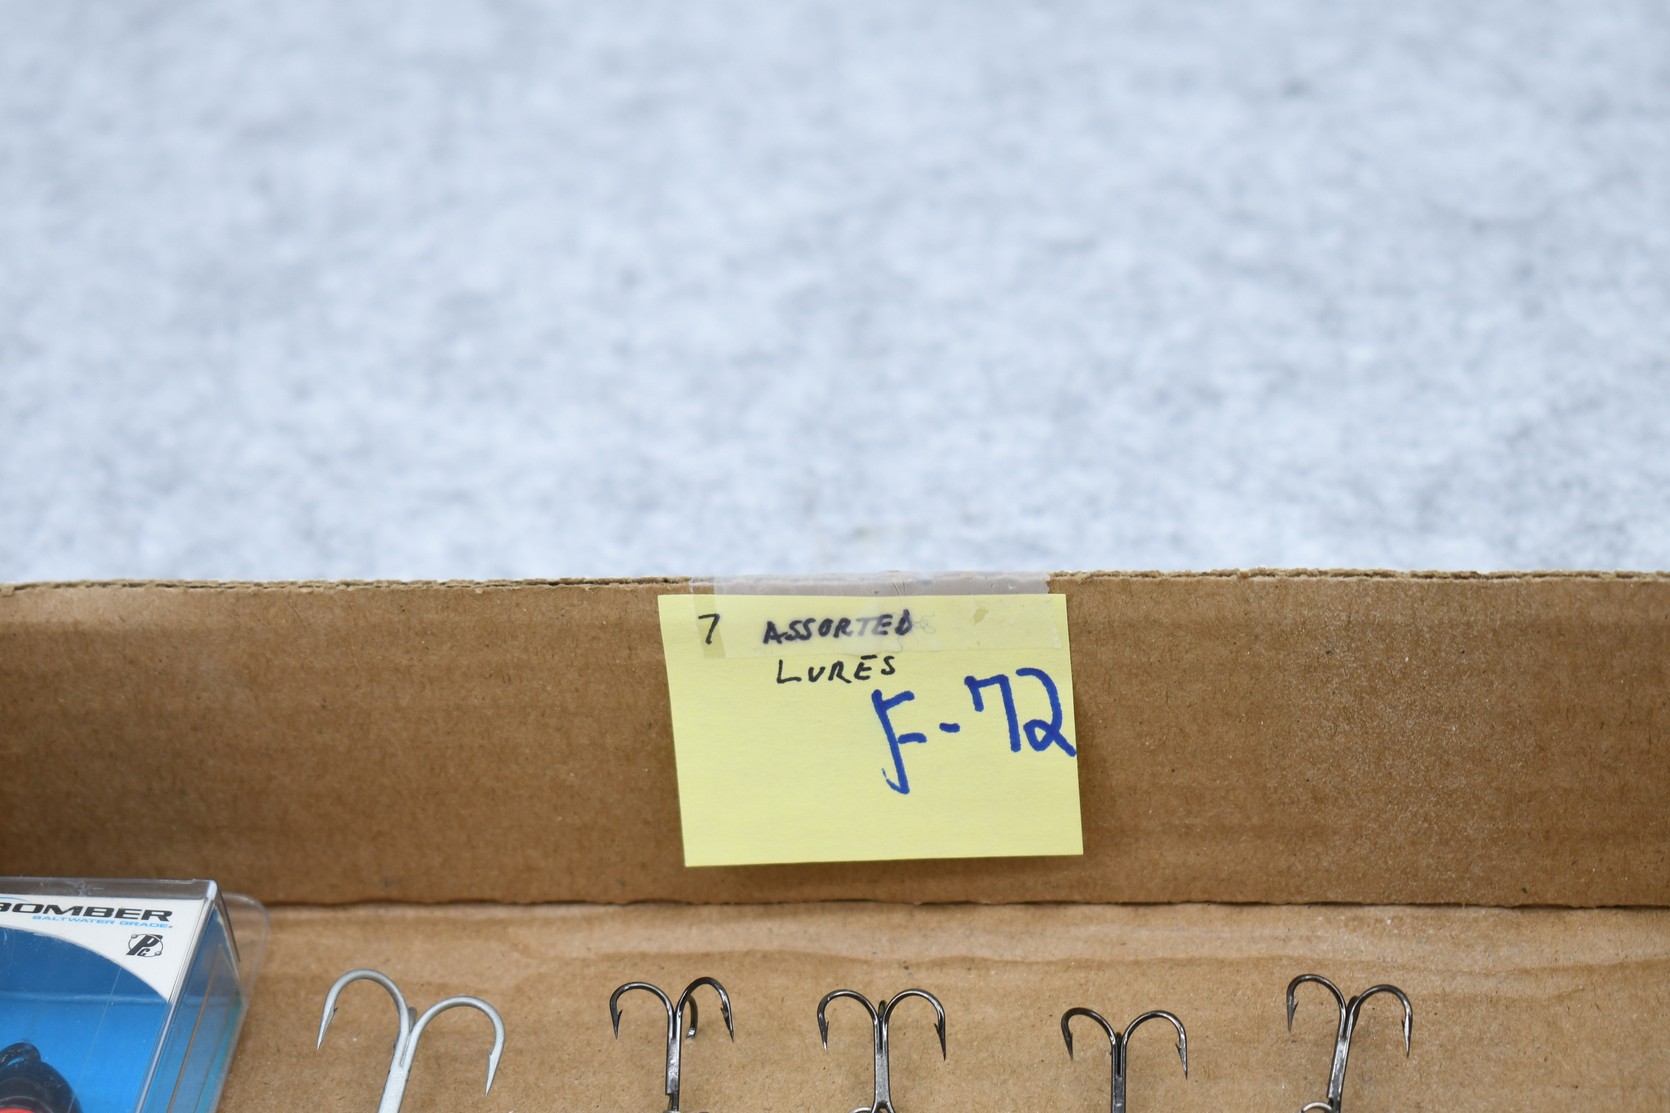 7 ASSORTED
LURES
F-72
BOMBER
SALTWATER GRADE